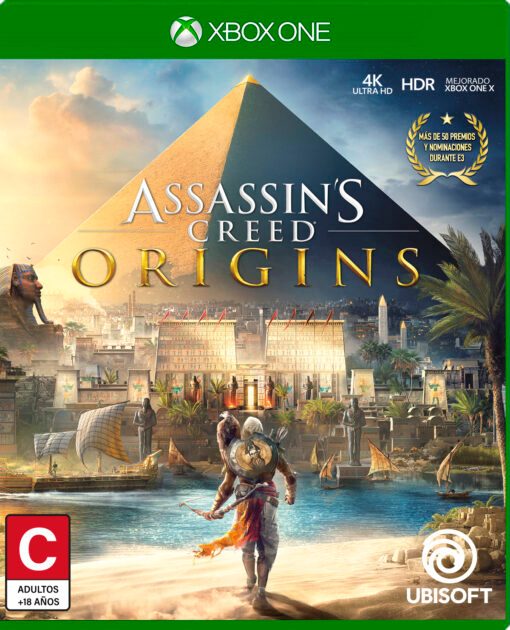 XBOX ONE
4K
ULTRA HD
HDR
MEJORADO
XBOX ONE X
MÁS DE 50 PREMIOS
Y NOMINACIONES
DURANTE E3
ASSASSIN'S
CREED
ORIGINS
C
ADULTOS
+18 AÑOS
UBISOFT